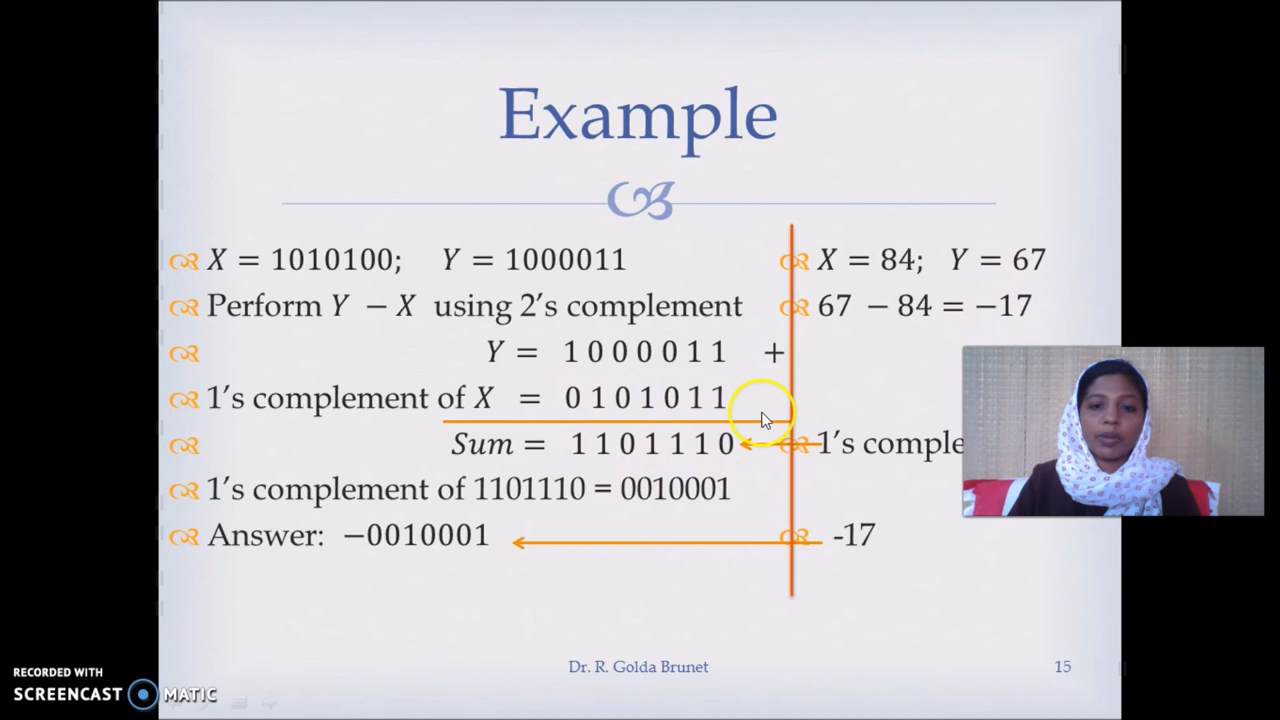 Example
X = 1010100; Y = 1000011
X = 84; Y = 67
Perform Y − X using 2's complement
67 − 84 = −17
Y = 1 0 0 0 0 1 1 +
1's complement of X = 0 1 0 1 0 1 1
Sum = 1 1 0 1 1 1 0
1's comple
1's complement of 1101110 = 0010001
Answer: −0010001
-17
Dr. R. Golda Brunet
15
RECORDED WITH
SCREENCAST MATIC